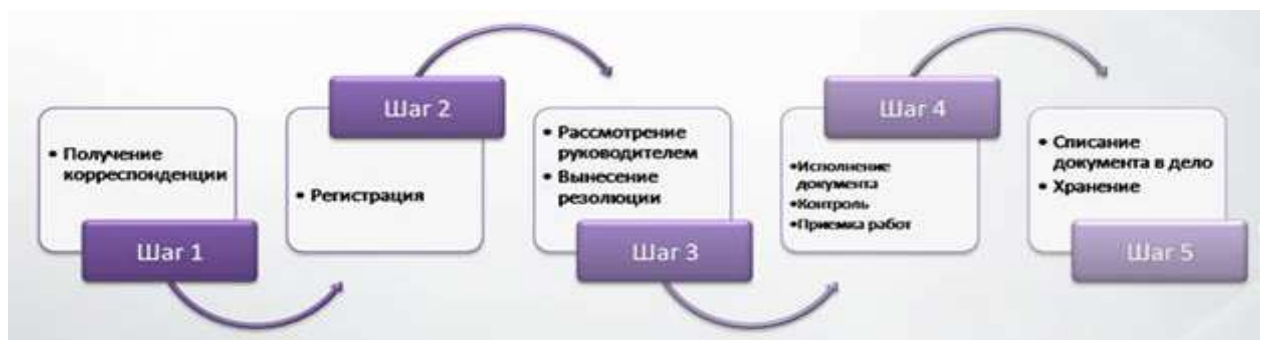 • Получение
корреспонденции
Шаг 1
Шаг 2
• Регистрация
• Рассмотрение
руководителем
• Вынесение
резолюции
Шаг 3
Шаг 4
•Исполнение
документа
•Контроль
•Приемка работ
• Списание
документа в дело
• Хранение
Шаг 5